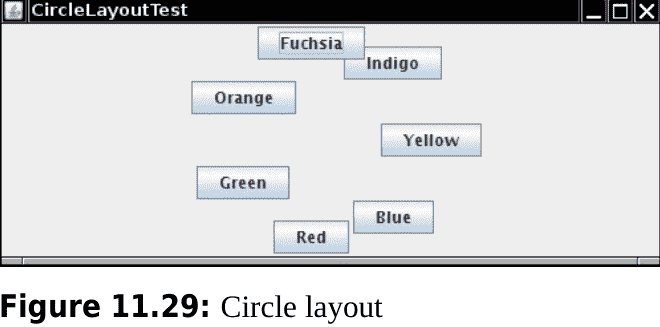 CircleLayoutTest
Fuchsia
Indigo
Orange
Yellow
Green
Blue
Red
Figure 11.29: Circle layout